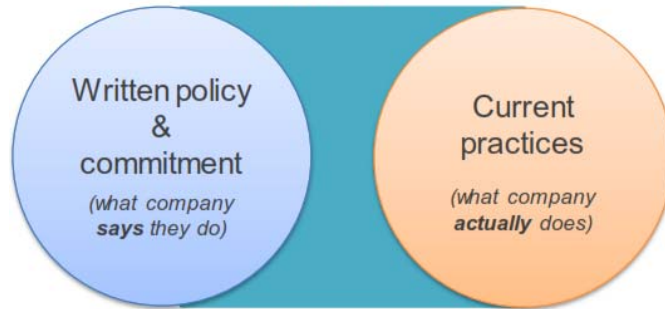 Written policy
&
commitment
(what company
says they do)
Current
practices
(what company
actually does)